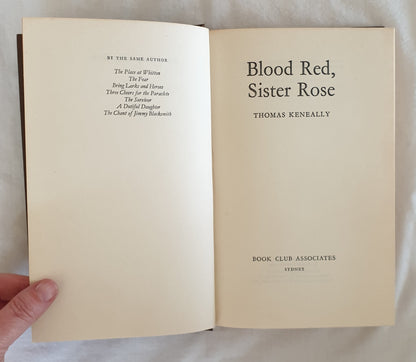 BY THE SAME AUTHOR
The Place at Whitton
The Fear
Bring Larks and Heroes
Three Cheers for the Paraclete
The Survivor
A Dutiful Daughter
The Chant of Jimmy Blacksmith
Blood Red,
Sister Rose
THOMAS KENEALLY
BOOK CLUB ASSOCIATES
SYDNEY